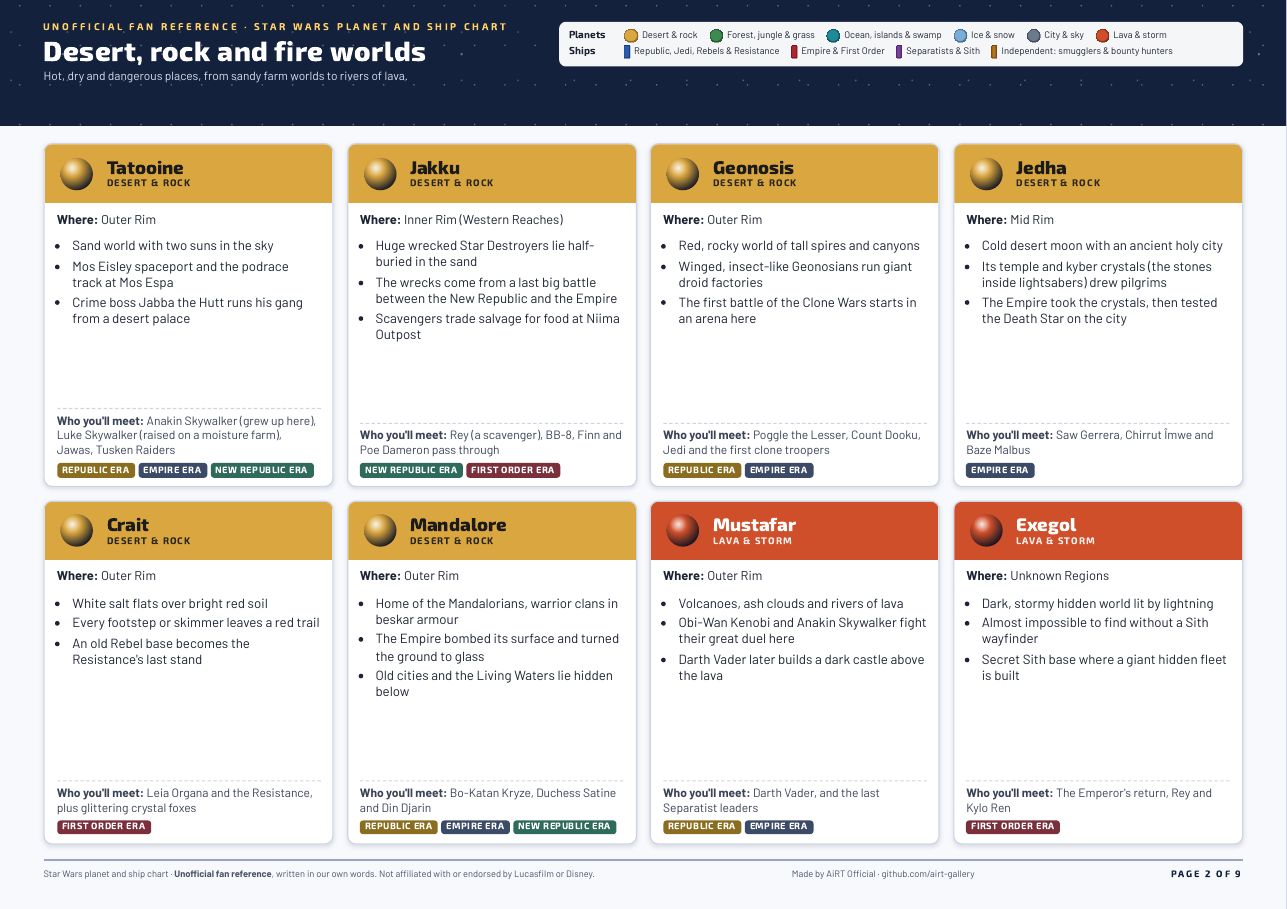 UNOFFICIAL FAN REFERENCE · STAR WARS PLANET AND SHIP CHART
Desert, rock and fire worlds
Hot, dry and dangerous places, from sandy farm worlds to rivers of lava.
Planets Desert & rock Forest, jungle & grass Ocean, islands & swamp Ice & snow City & sky Lava & storm
Ships Republic, Jedi, Rebels & Resistance Empire & First Order Separatists & Sith Independent: smugglers & bounty hunters
Tatooine
DESERT & ROCK
Where: Outer Rim
• Sand world with two suns in the sky
• Mos Eisley spaceport and the podrace
track at Mos Espa
• Crime boss Jabba the Hutt runs his gang
from a desert palace
Who you'll meet: Anakin Skywalker (grew up here),
Luke Skywalker (raised on a moisture farm),
Jawas, Tusken Raiders
REPUBLIC ERA EMPIRE ERA NEW REPUBLIC ERA
Jakku
DESERT & ROCK
Where: Inner Rim (Western Reaches)
• Huge wrecked Star Destroyers lie half-
buried in the sand
• The wrecks come from a last big battle
between the New Republic and the Empire
• Scavengers trade salvage for food at Niima
Outpost
Who you'll meet: Rey (a scavenger), BB-8, Finn and
Poe Dameron pass through
NEW REPUBLIC ERA FIRST ORDER ERA
Geonosis
DESERT & ROCK
Where: Outer Rim
• Red, rocky world of tall spires and canyons
• Winged, insect-like Geonosians run giant
droid factories
• The first battle of the Clone Wars starts in
an arena here
Who you'll meet: Poggle the Lesser, Count Dooku,
Jedi and the first clone troopers
REPUBLIC ERA EMPIRE ERA
Jedha
DESERT & ROCK
Where: Mid Rim
• Cold desert moon with an ancient holy city
• Its temple and kyber crystals (the stones
inside lightsabers) drew pilgrims
• The Empire took the crystals, then tested
the Death Star on the city
Who you'll meet: Saw Gerrera, Chirrut Îmwe and
Baze Malbus
EMPIRE ERA
Crait
DESERT & ROCK
Where: Outer Rim
• White salt flats over bright red soil
• Every footstep or skimmer leaves a red trail
• An old Rebel base becomes the
Resistance's last stand
Who you'll meet: Leia Organa and the Resistance,
plus glittering crystal foxes
FIRST ORDER ERA
Mandalore
DESERT & ROCK
Where: Outer Rim
• Home of the Mandalorians, warrior clans in
beskar armour
• The Empire bombed its surface and turned
the ground to glass
• Old cities and the Living Waters lie hidden
below
Who you'll meet: Bo-Katan Kryze, Duchess Satine
and Din Djarin
REPUBLIC ERA EMPIRE ERA NEW REPUBLIC ERA
Mustafar
LAVA & STORM
Where: Outer Rim
• Volcanoes, ash clouds and rivers of lava
• Obi-Wan Kenobi and Anakin Skywalker fight
their great duel here
• Darth Vader later builds a dark castle above
the lava
Who you'll meet: Darth Vader, and the last
Separatist leaders
REPUBLIC ERA EMPIRE ERA
Exegol
LAVA & STORM
Where: Unknown Regions
• Dark, stormy hidden world lit by lightning
• Almost impossible to find without a Sith
wayfinder
• Secret Sith base where a giant hidden fleet
is built
Who you'll meet: The Emperor's return, Rey and
Kylo Ren
FIRST ORDER ERA
Star Wars planet and ship chart · Unofficial fan reference, written in our own words. Not affiliated with or endorsed by Lucasfilm or Disney.
Made by AiRT Official · github.com/airt-gallery
PAGE 2 OF 9